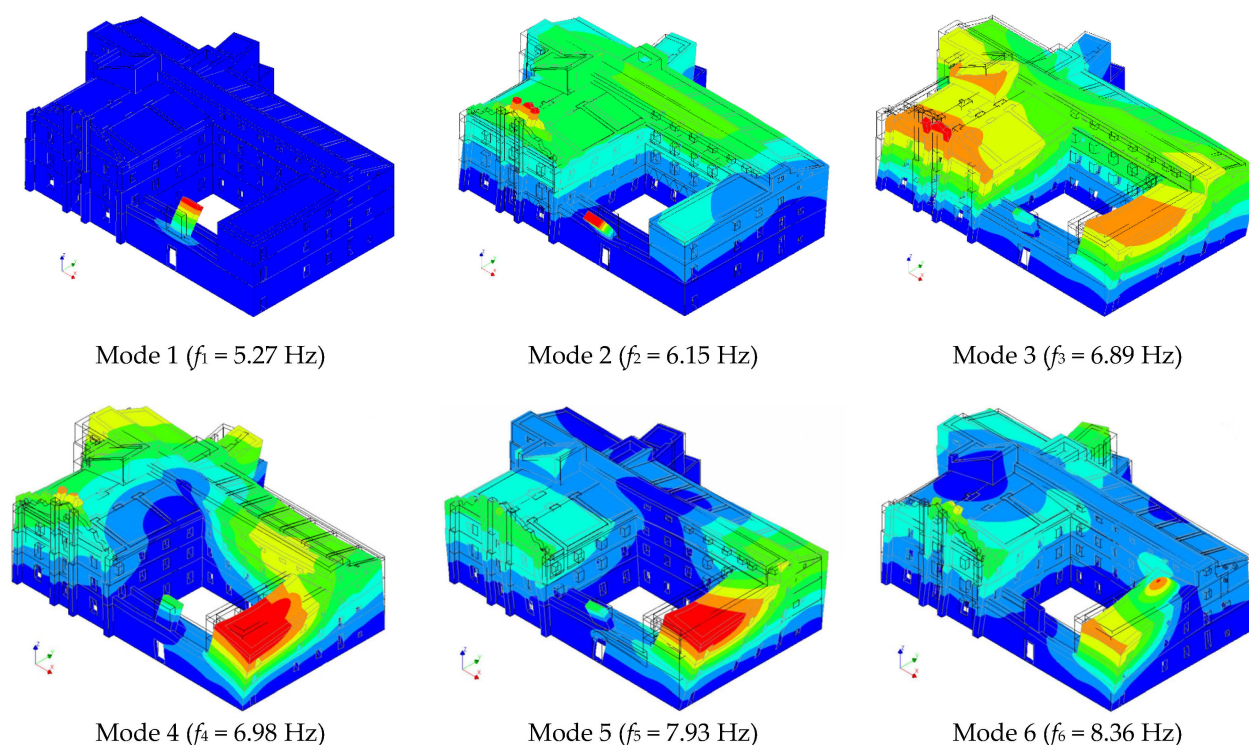 Mode 1 (f1 = 5.27 Hz)
Mode 2 (f2 = 6.15 Hz)
Mode 3 (f3 = 6.89 Hz)
Mode 4 (f4 = 6.98 Hz)
Mode 5 (f5 = 7.93 Hz)
Mode 6 (f6 = 8.36 Hz)